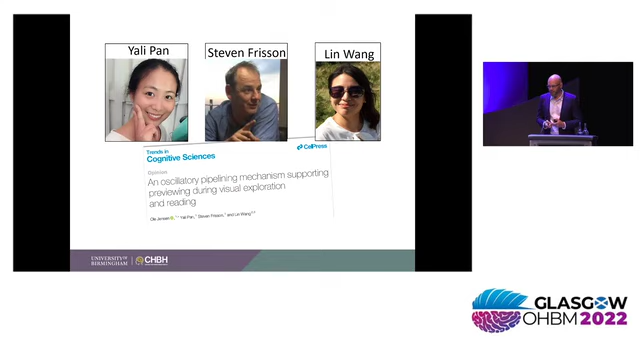 Yali Pan
Steven Frisson
Lin Wang
Trends in
Cognitive Sciences
CelPress
Opinion
An oscillatory pipelining mechanism supporting
previewing during visual exploration
and reading
Ole Jensen, Yali Pan, Steven Frisson, and Lin Wang
UNIVERSITY OF
BIRMINGHAM
CHBH
GLASGOW
OHBM 2022